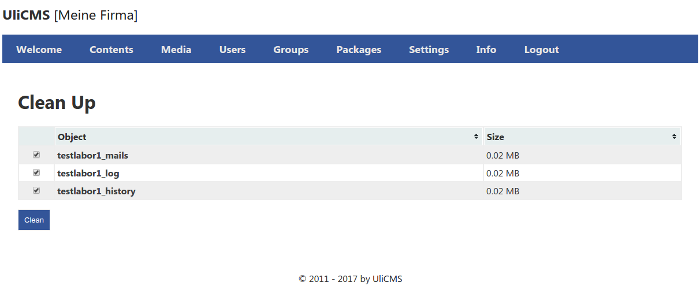 UliCMS [Meine Firma]
Welcome Contents Media Users Groups Packages Settings Info Logout
Clean Up
Object Size
testlabor1_mails 0.02 MB
testlabor1_log 0.02 MB
testlabor1_history 0.02 MB
Clean
© 2011 - 2017 by UliCMS